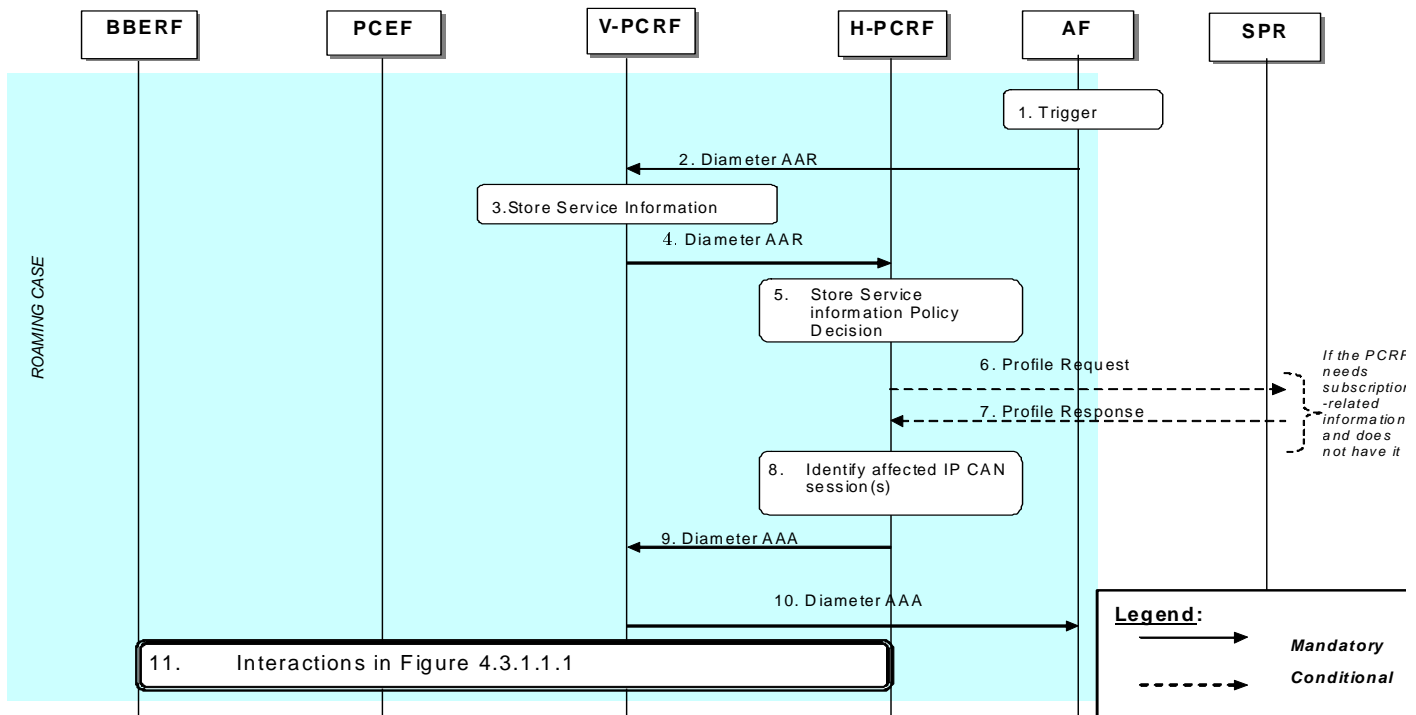 BBERF
PCEF
V-PCRF
H-PCRF
AF
SPR
1. Trigger
2. Diameter AAR
3.Store Service Information
4. Diameter AAR
ROAMING CASE
5. Store Service
information Policy
Decision
6. Profile Request
7. Profile Response
If the PCRF
needs
subscription
-related
information
and does
not have it
8. Identify affected IP CAN
session(s)
9. Diameter AAA
10. Diameter AAA
11. Interactions in Figure 4.3.1.1.1
Legend:
Mandatory
Conditional